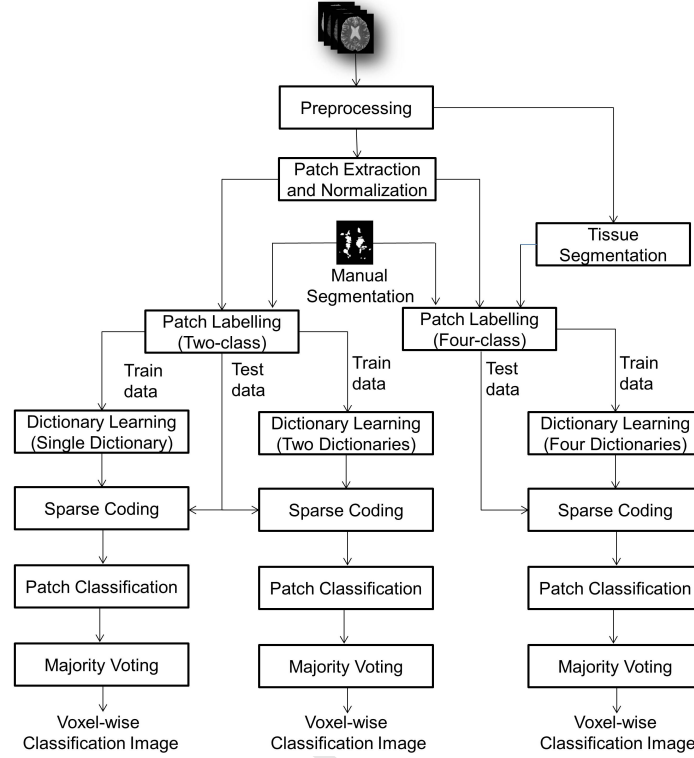 Preprocessing
Patch Extraction
and Normalization
Tissue
Segmentation
Manual
Segmentation
Patch Labelling
(Two-class)
Patch Labelling
(Four-class)
Train
data
Test
data
Train
data
Test
data
Train
data
Dictionary Learning
(Single Dictionary)
Dictionary Learning
(Two Dictionaries)
Dictionary Learning
(Four Dictionaries)
Sparse Coding
Sparse Coding
Sparse Coding
Patch Classification
Patch Classification
Patch Classification
Majority Voting
Majority Voting
Majority Voting
Voxel-wise
Classification Image
Voxel-wise
Classification Image
Voxel-wise
Classification Image